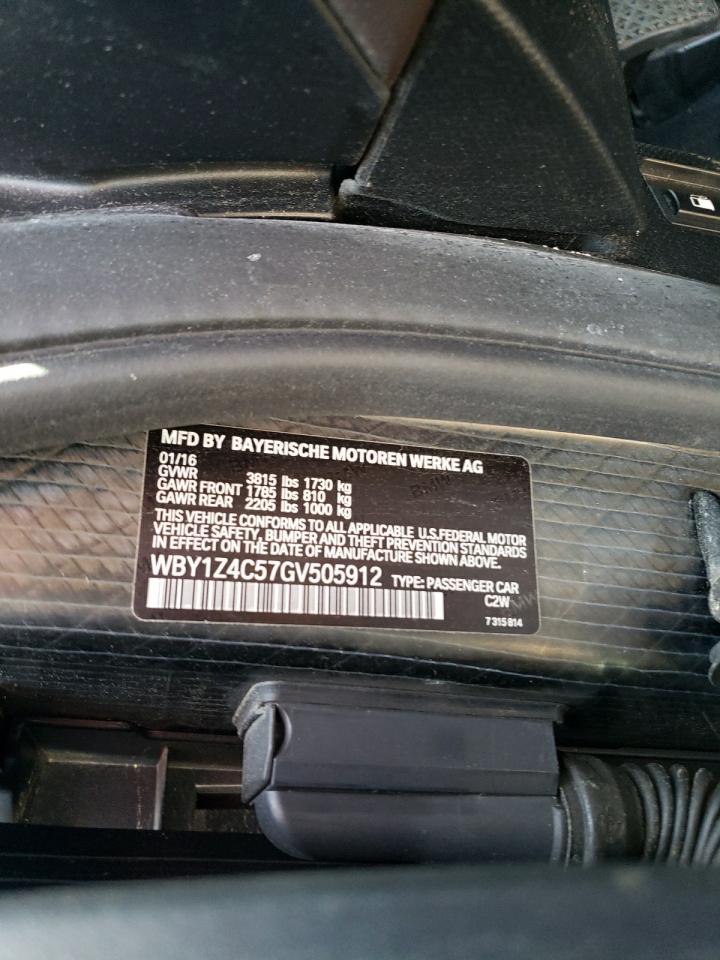 MFD BY BAYERISCHE MOTOREN WERKE AG
01/16
GVWR 3815 lbs 1730 kg
GAWR FRONT 1785 lbs 810 kg
GAWR REAR 2205 lbs 1000 kg
THIS VEHICLE CONFORMS TO ALL APPLICABLE U.S.FEDERAL MOTOR
VEHICLE SAFETY, BUMPER AND THEFT PREVENTION STANDARDS
IN EFFECT ON THE DATE OF MANUFACTURE SHOWN ABOVE.
WBY1Z4C57GV505912 TYPE: PASSENGER CAR
C2W
7315814